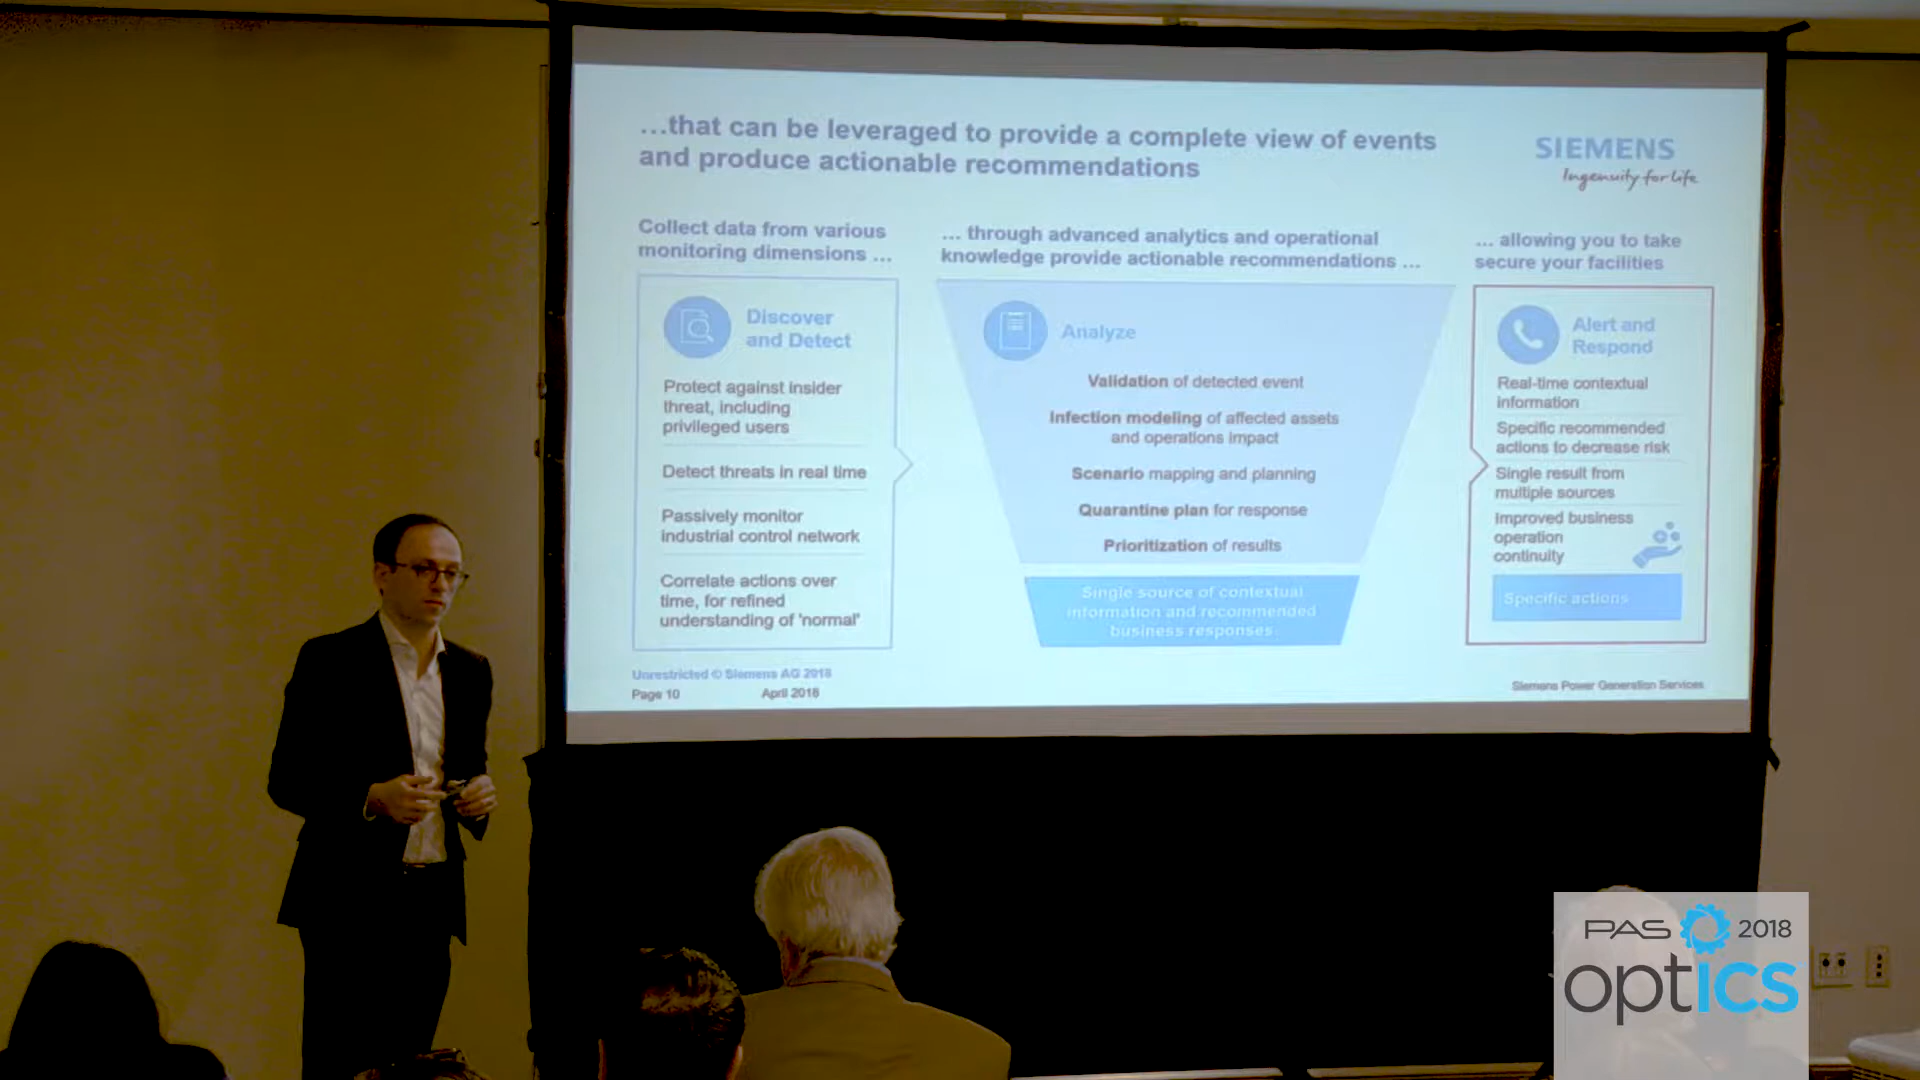 ...that can be leveraged to provide a complete view of events
and produce actionable recommendations
SIEMENS
Ingenuity for life
Collect data from various
monitoring dimensions ...
Discover
and Detect
Protect against insider
threat, including
privileged users
Detect threats in real time
Passively monitor
industrial control network
Correlate actions over
time, for refined
understanding of 'normal'
... through advanced analytics and operational
knowledge provide actionable recommendations ...
Analyze
Validation of detected event
Infection modeling of affected assets
and operations impact
Scenario mapping and planning
Quarantine plan for response
Prioritization of results
Single source of contextual
information and recommended
business responses
... allowing you to take
secure your facilities
Alert and
Respond
Real-time contextual
information
Specific recommended
actions to decrease risk
Single result from
multiple sources
Improved business
operation
continuity
Specific actions
Unrestricted © Siemens AG 2018
Page 10 April 2018
Siemens Power Generation Services
PAS 2018
optICS